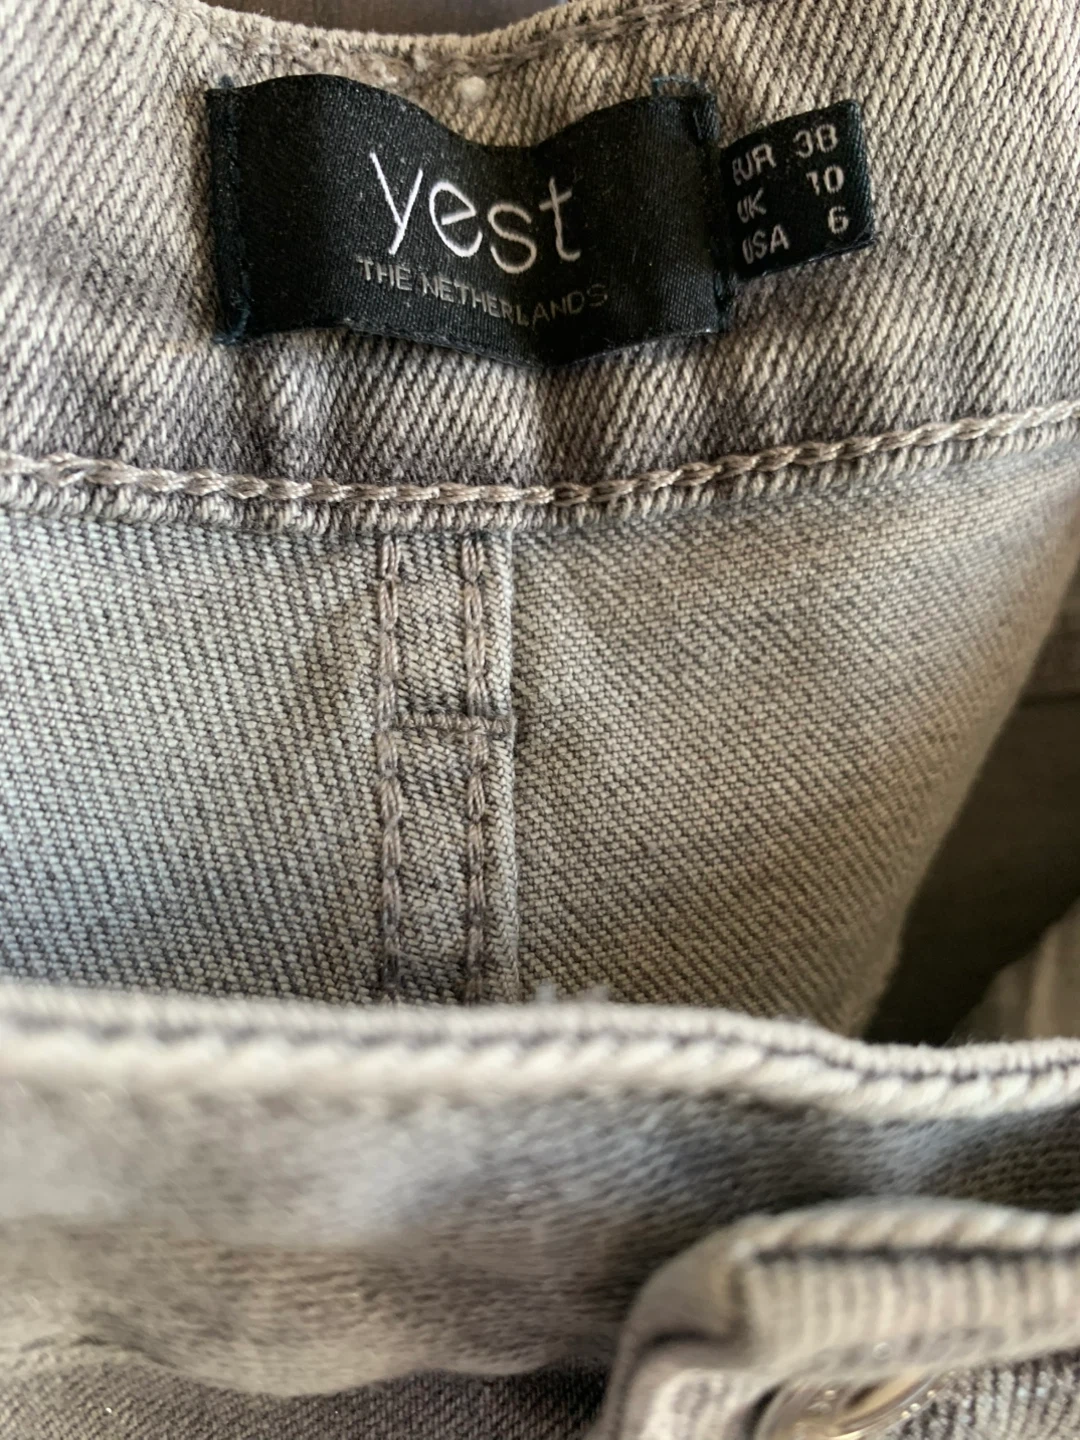 yest
THE NETHERLANDS
EUR 38
UK 10
USA 6